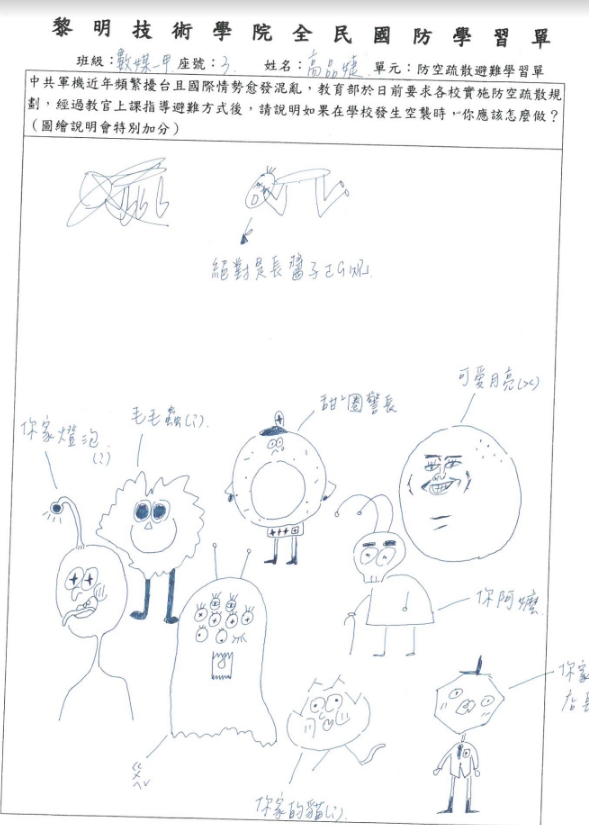 黎明技術學院全民國防學習單
班級:數媒一甲 座號:3. 姓名:高品婕 單元:防空疏散避難學習單
中共軍機近年頻繁擾台且國際情勢愈發混亂,教育部於日前要求各校實施防空疏散規
劃,經過教官上課指導避難方式後,請說明如果在學校發生空襲時,你應該怎麼做?
(圖繪說明會特別加分)
絕對是長醬子
可愛月亮(x)
甜²圈警長
毛毛蟲(?).
你家燈泡
(?)
你阿嬤
你家
店長
ㄍㄨㄟ
你家的貓(?)